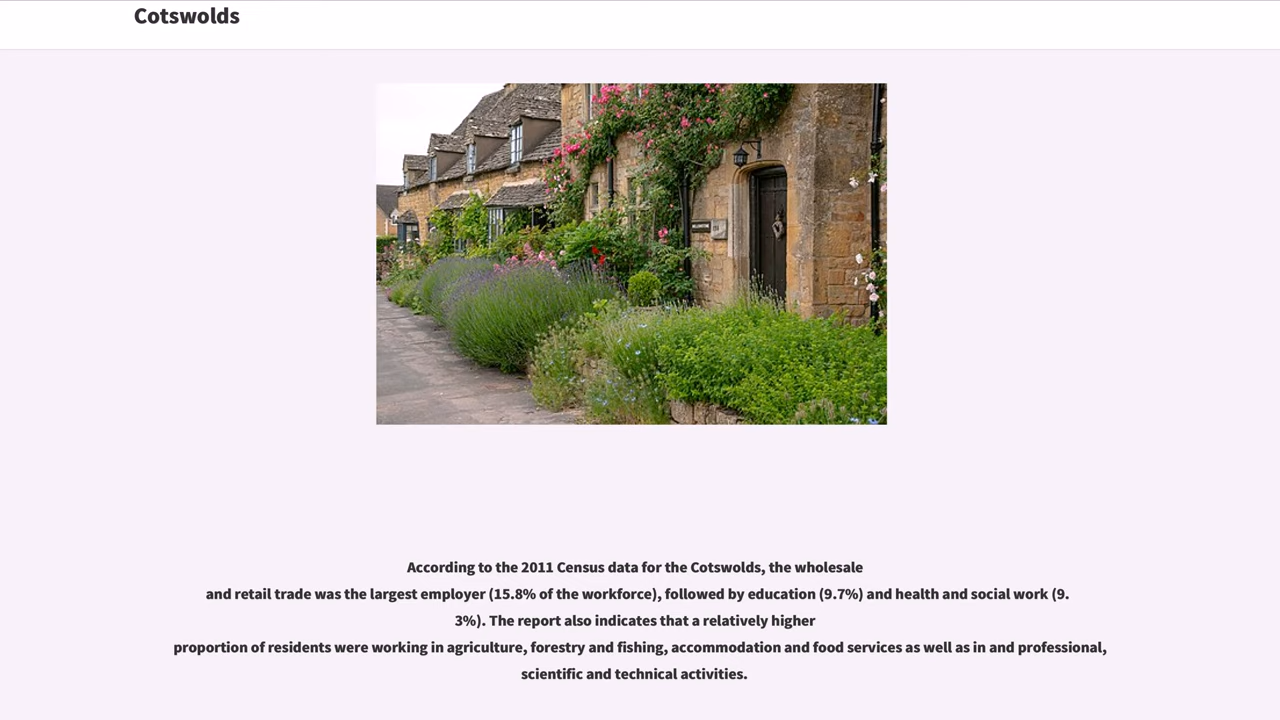 Cotswolds
According to the 2011 Census data for the Cotswolds, the wholesale
and retail trade was the largest employer (15.8% of the workforce), followed by education (9.7%) and health and social work (9.
3%). The report also indicates that a relatively higher
proportion of residents were working in agriculture, forestry and fishing, accommodation and food services as well as in and professional,
scientific and technical activities.